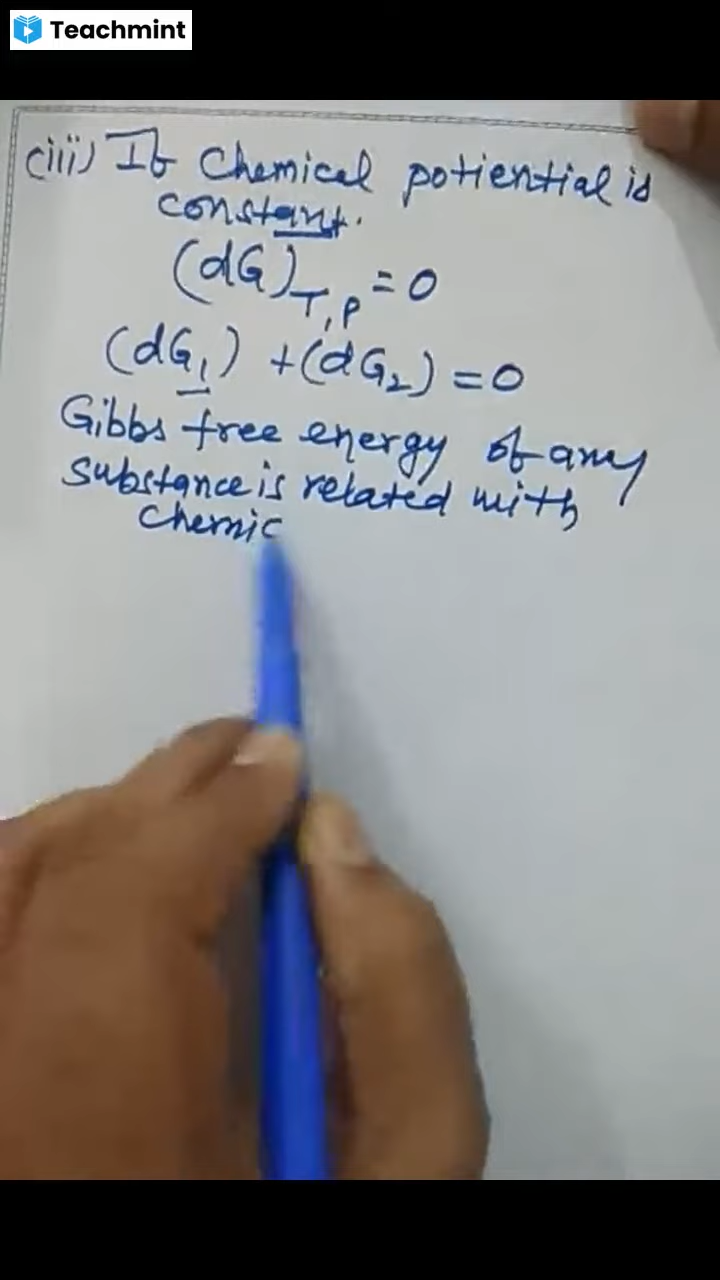 Teachmint
(iii) If Chemical potiential is
constant.
(dG)T,P = 0
(dG1) + (dG2) = 0
Gibbs free energy of any
substance is related with
Chemic